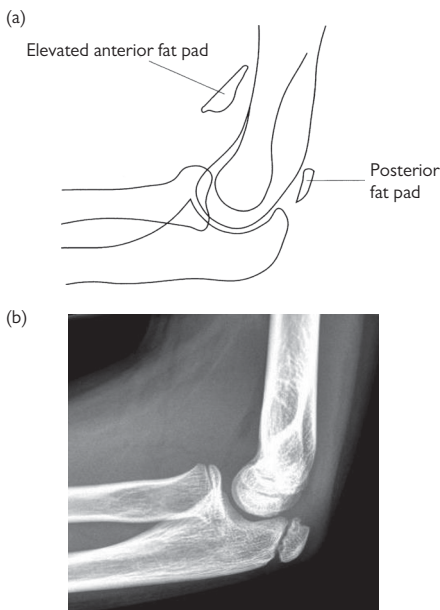 (a)
Elevated anterior fat pad
Posterior
fat pad
(b)